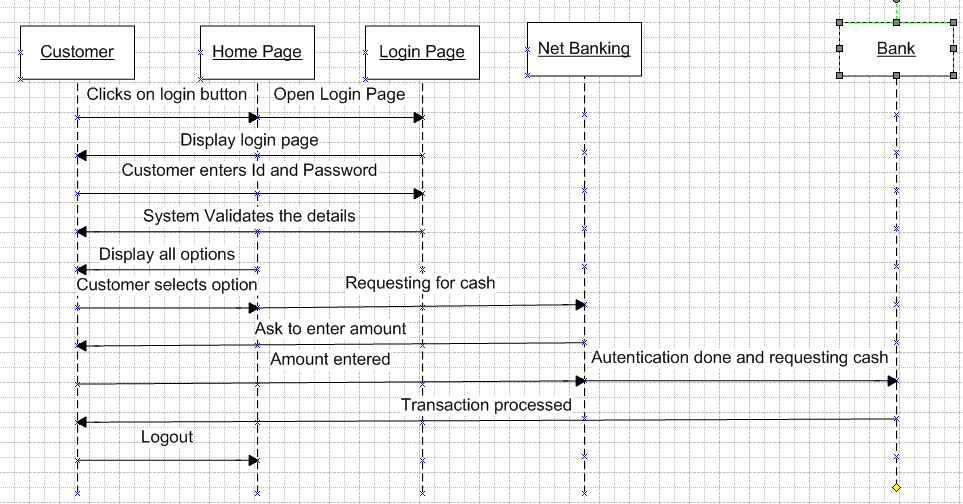 Customer
Home Page
Login Page
Net Banking
Bank
Clicks on login button
Open Login Page
Display login page
Customer enters Id and Password
System Validates the details
Display all options
Customer selects option
Requesting for cash
Ask to enter amount
Amount entered
Autentication done and requesting cash
Transaction processed
Logout